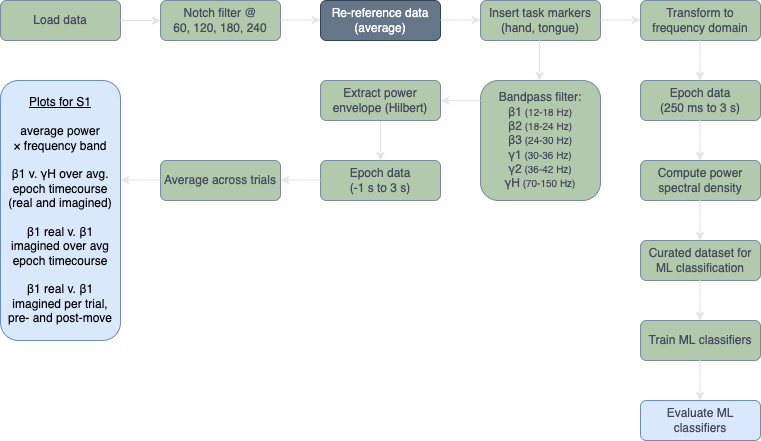 Load data
Notch filter @
60, 120, 180, 240
Re-reference data
(average)
Insert task markers
(hand, tongue)
Transform to
frequency domain
Plots for S1
average power
× frequency band
β1 v. γH over avg.
epoch timecourse
(real and imagined)
β1 real v. β1
imagined over avg
epoch timecourse
β1 real v. β1
imagined per trial,
pre- and post-move
Extract power
envelope (Hilbert)
Bandpass filter:
β1 (12-18 Hz)
β2 (18-24 Hz)
β3 (24-30 Hz)
γ1 (30-36 Hz)
γ2 (36-42 Hz)
γH (70-150 Hz)
Epoch data
(250 ms to 3 s)
Average across trials
Epoch data
(-1 s to 3 s)
Compute power
spectral density
Curated dataset for
ML classification
Train ML classifiers
Evaluate ML
classifiers